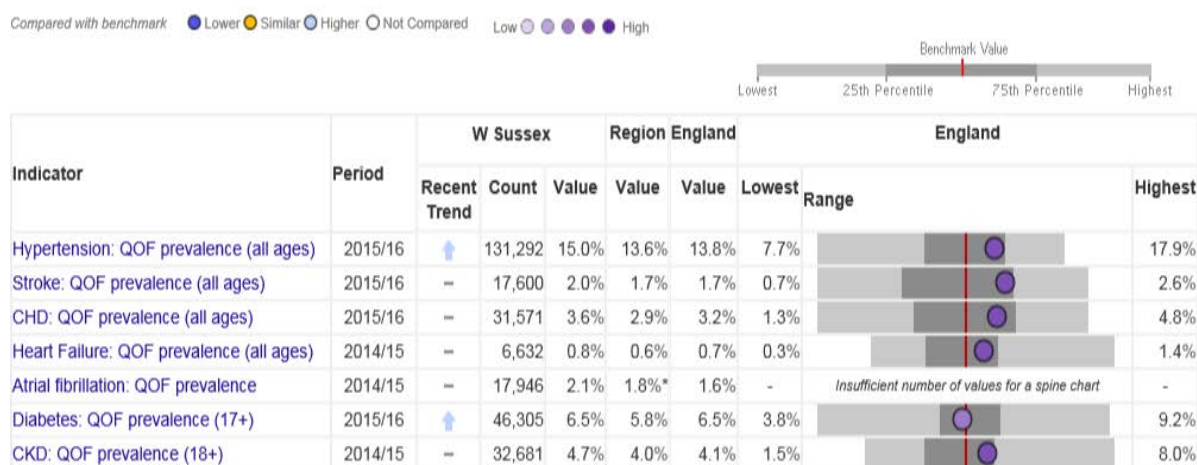 Compared with benchmark Lower Similar Higher Not Compared Low High
Benchmark Value
Lowest 25th Percentile 75th Percentile Highest
W Sussex Region England England
Indicator Period Recent Trend Count Value Value Value Lowest Range Highest
Hypertension: QOF prevalence (all ages) 2015/16 131,292 15.0% 13.6% 13.8% 7.7% 17.9%
Stroke: QOF prevalence (all ages) 2015/16 – 17,600 2.0% 1.7% 1.7% 0.7% 2.6%
CHD: QOF prevalence (all ages) 2015/16 – 31,571 3.6% 2.9% 3.2% 1.3% 4.8%
Heart Failure: QOF prevalence (all ages) 2014/15 – 6,632 0.8% 0.6% 0.7% 0.3% 1.4%
Atrial fibrillation: QOF prevalence 2014/15 – 17,946 2.1% 1.8%* 1.6% - Insufficient number of values for a spine chart -
Diabetes: QOF prevalence (17+) 2015/16 46,305 6.5% 5.8% 6.5% 3.8% 9.2%
CKD: QOF prevalence (18+) 2014/15 – 32,681 4.7% 4.0% 4.1% 1.5% 8.0%